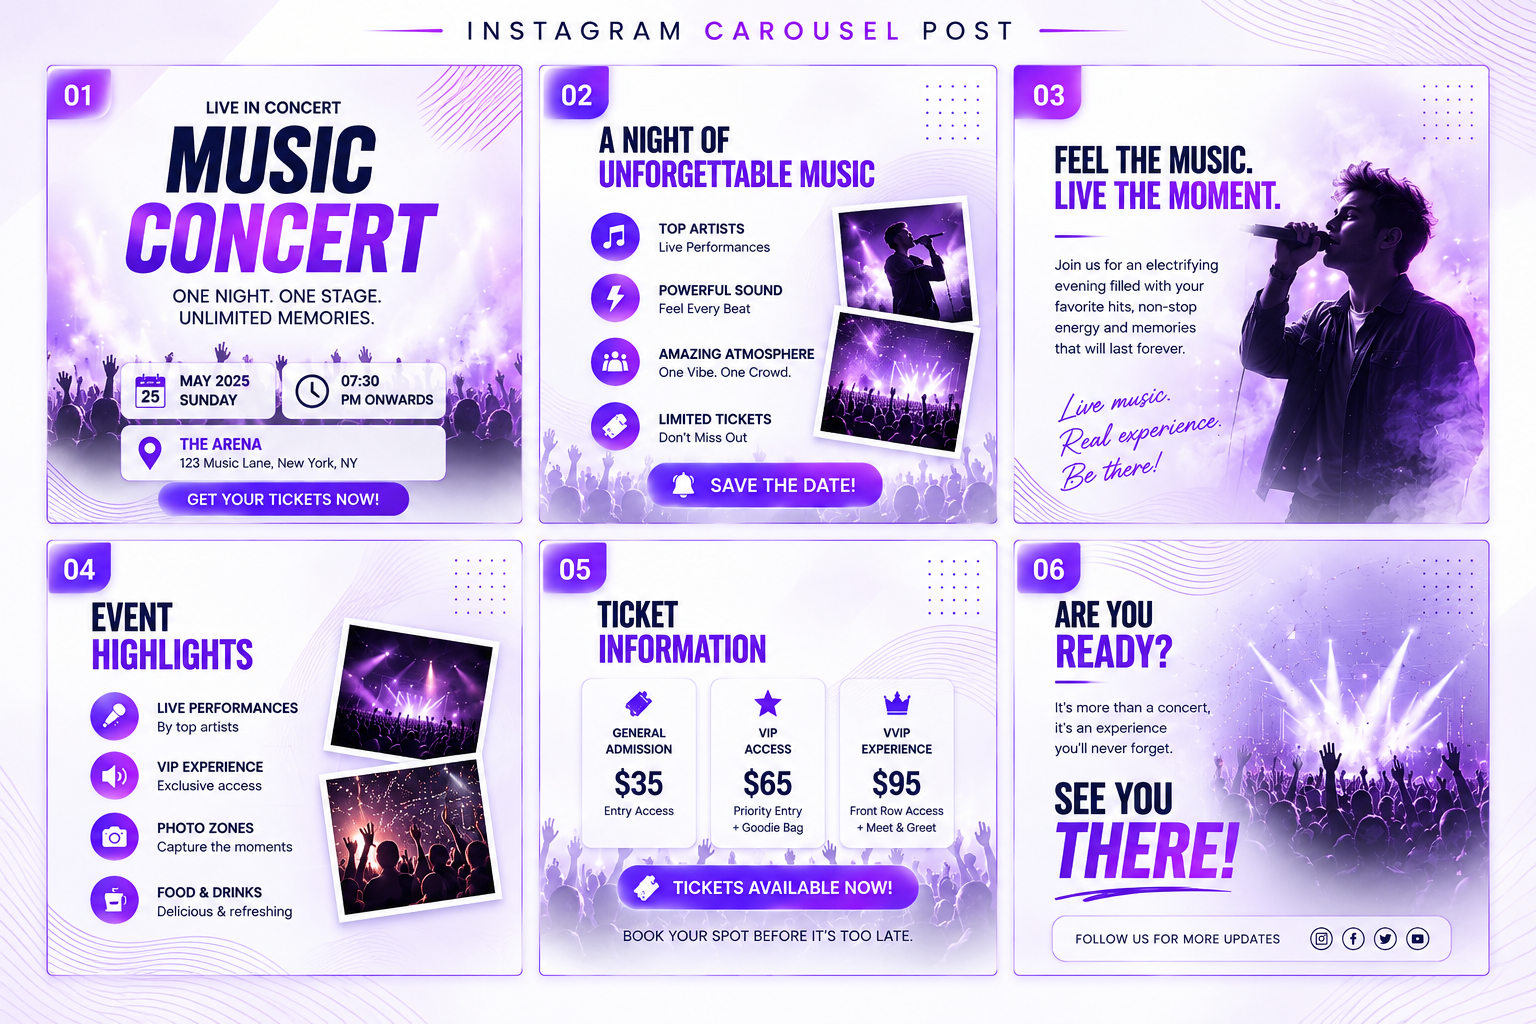 INSTAGRAM CAROUSEL POST
01
LIVE IN CONCERT
MUSIC
CONCERT
ONE NIGHT. ONE STAGE.
UNLIMITED MEMORIES.
25
MAY 2025
SUNDAY
07:30
PM ONWARDS
THE ARENA
123 Music Lane, New York, NY
GET YOUR TICKETS NOW!
02
A NIGHT OF
UNFORGETTABLE MUSIC
TOP ARTISTS
Live Performances
POWERFUL SOUND
Feel Every Beat
AMAZING ATMOSPHERE
One Vibe. One Crowd.
LIMITED TICKETS
Don't Miss Out
SAVE THE DATE!
03
FEEL THE MUSIC.
LIVE THE MOMENT.
Join us for an electrifying
evening filled with your
favorite hits, non-stop
energy and memories
that will last forever.
Live music.
Real experience.
Be there!
04
EVENT
HIGHLIGHTS
LIVE PERFORMANCES
By top artists
VIP EXPERIENCE
Exclusive access
PHOTO ZONES
Capture the moments
FOOD & DRINKS
Delicious & refreshing
05
TICKET
INFORMATION
GENERAL
ADMISSION
$35
Entry Access
VIP
ACCESS
$65
Priority Entry
+ Goodie Bag
VVIP
EXPERIENCE
$95
Front Row Access
+ Meet & Greet
TICKETS AVAILABLE NOW!
BOOK YOUR SPOT BEFORE IT'S TOO LATE.
06
ARE YOU
READY?
It's more than a concert,
it's an experience
you'll never forget.
SEE YOU
THERE!
FOLLOW US FOR MORE UPDATES